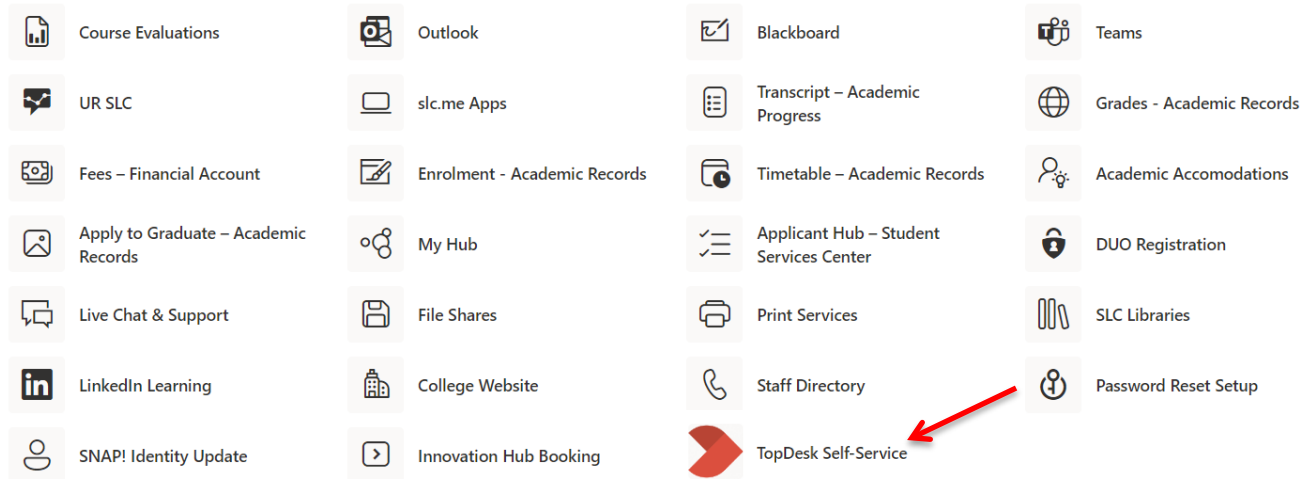 Course Evaluations
Outlook
Blackboard
Teams
UR SLC
slc.me Apps
Transcript – Academic
Progress
Grades - Academic Records
Fees – Financial Account
Enrolment - Academic Records
Timetable – Academic Records
Academic Accomodations
Apply to Graduate – Academic
Records
My Hub
Applicant Hub – Student
Services Center
DUO Registration
Live Chat & Support
File Shares
Print Services
SLC Libraries
in
LinkedIn Learning
College Website
Staff Directory
Password Reset Setup
SNAP! Identity Update
Innovation Hub Booking
TopDesk Self-Service